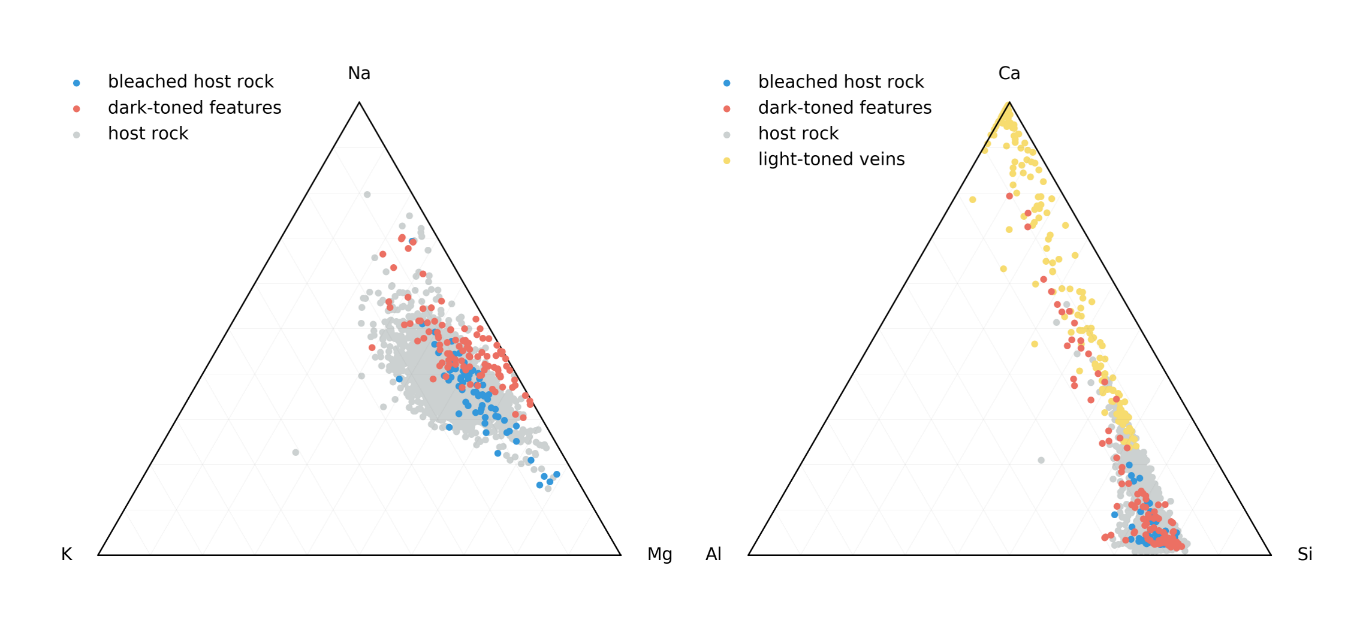 Na
bleached host rock
dark-toned features
host rock
K
Mg
Ca
bleached host rock
dark-toned features
host rock
light-toned veins
Al
Si